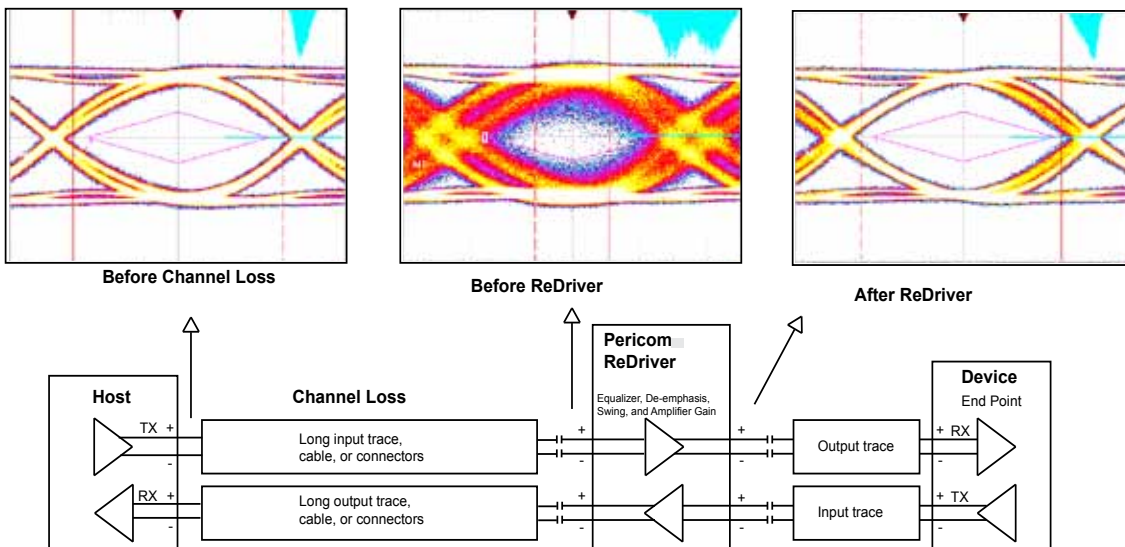 Before Channel Loss
Before ReDriver
After ReDriver
Pericom
ReDriver
Equalizer, De-emphasis,
Swing, and Amplifier Gain
Host
Channel Loss
Device
End Point
TX + 
-
Long input trace,
cable, or connectors
+
-
+
-
Output trace
+ RX
-
RX +
-
Long output trace,
cable, or connectors
+
-
+
-
Input trace
+ TX
-